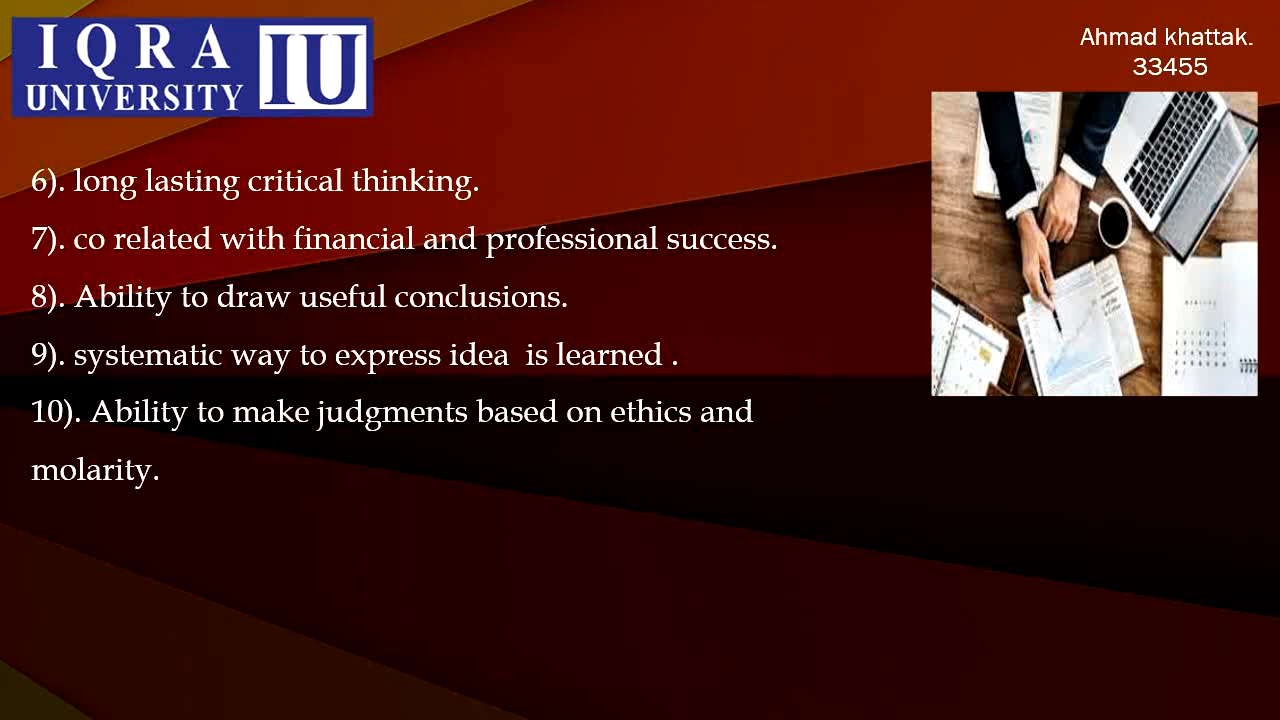 IQRA
UNIVERSITY
IU
Ahmad khattak.
33455
6). long lasting critical thinking.
7). co related with financial and professional success.
8). Ability to draw useful conclusions.
9). systematic way to express idea  is learned .
10). Ability to make judgments based on ethics and
molarity.